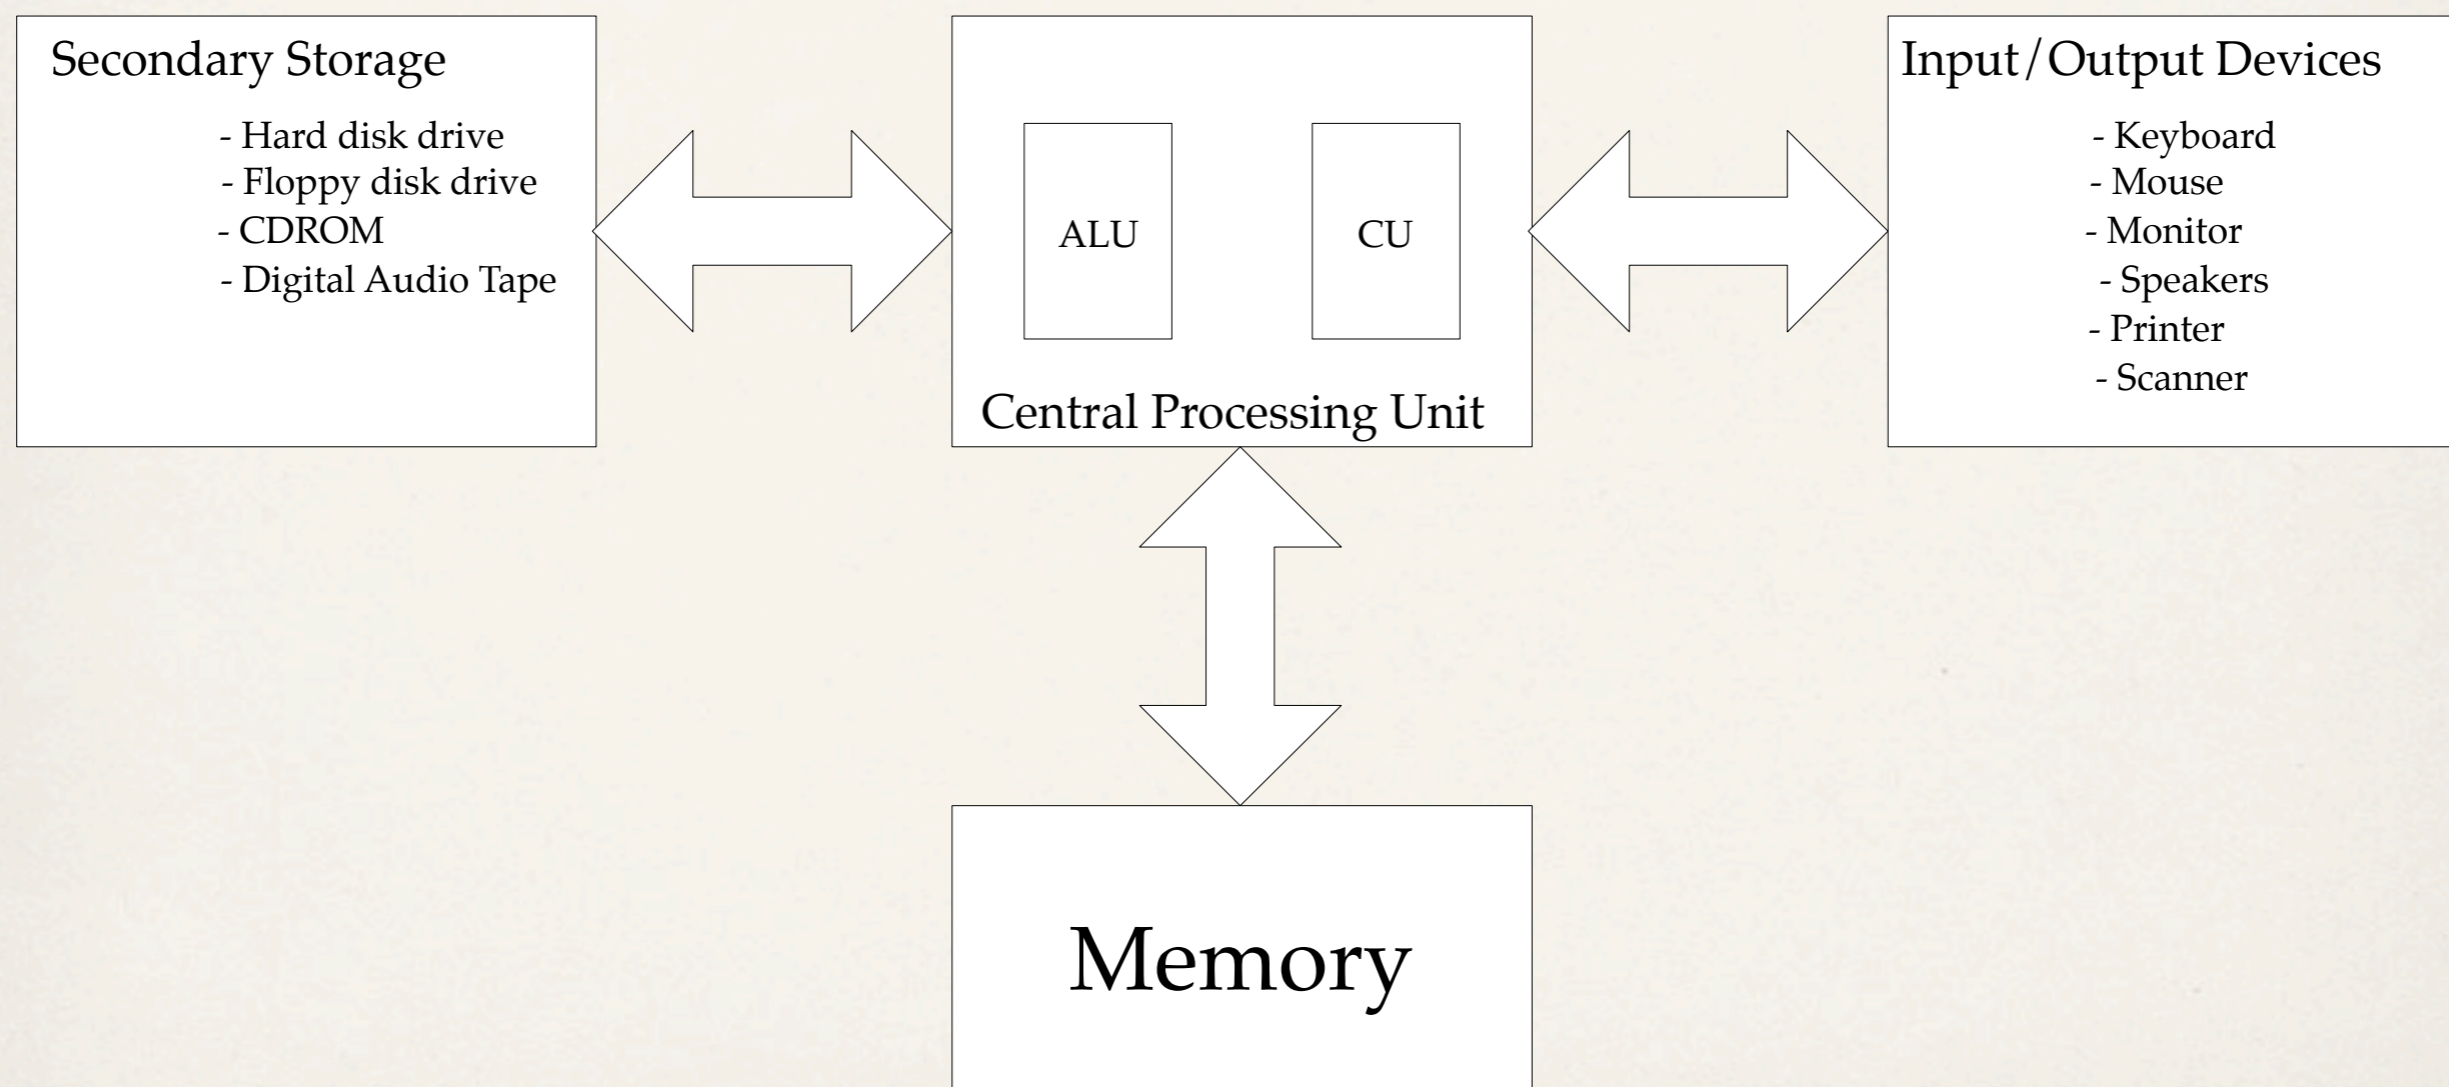 Secondary Storage
- Hard disk drive
- Floppy disk drive
- CDROM
- Digital Audio Tape
ALU
CU
Central Processing Unit
Input/Output Devices
- Keyboard
- Mouse
- Monitor
- Speakers
- Printer
- Scanner
Memory